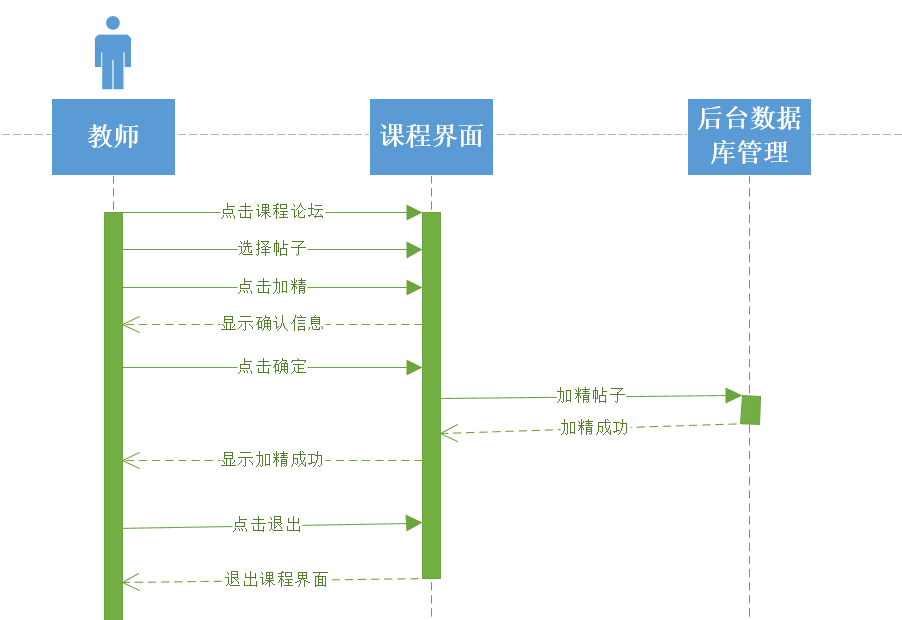 教师
课程界面
后台数据
库管理
点击课程论坛
选择帖子
点击加精
显示确认信息
点击确定
加精帖子
加精成功
显示加精成功
点击退出
退出课程界面